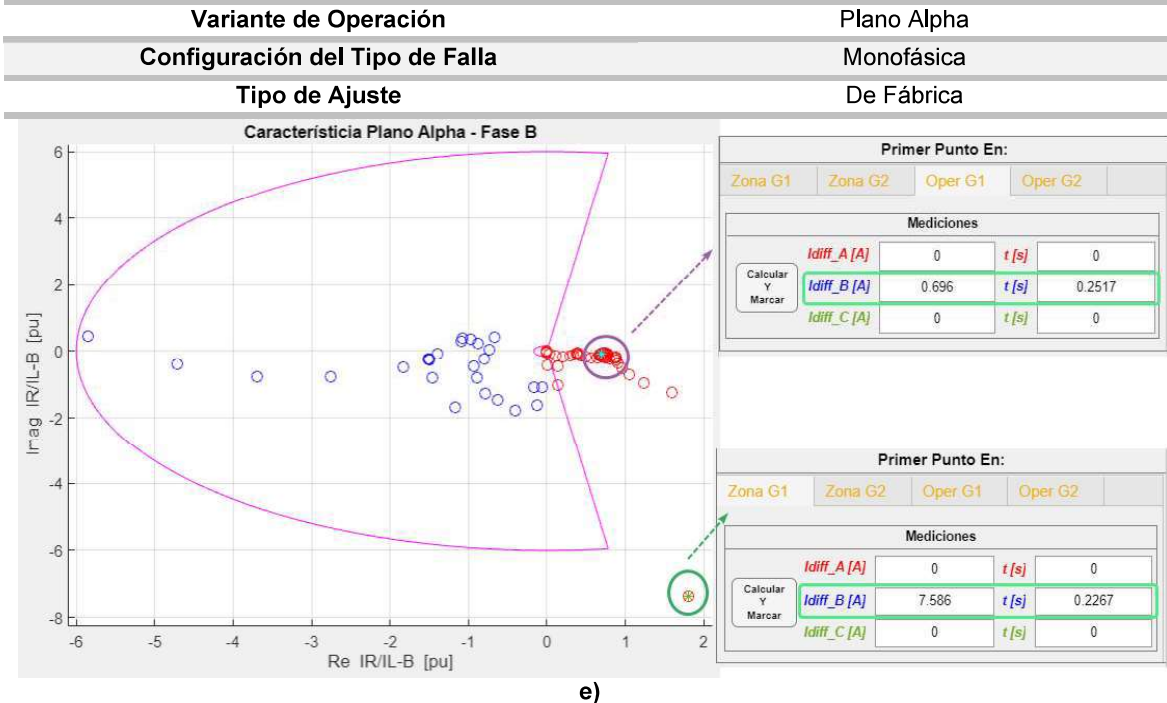 Variante de Operación Plano Alpha
Configuración del Tipo de Falla Monofásica
Tipo de Ajuste De Fábrica
Caracterísiticia Plano Alpha - Fase B
6
4
2
0
-2
-4
-6
-8
Imag IR/IL-B [pu]
-6 -5 -4 -3 -2 -1 0 1 2
Re IR/IL-B [pu]
Primer Punto En:
Zona G1 Zona G2 Oper G1 Oper G2
Mediciones
Calcular
Y
Marcar
Idiff_A [A] 0 t [s] 0
Idiff_B [A] 0.696 t [s] 0.2517
Idiff_C [A] 0 t [s] 0
Primer Punto En:
Zona G1 Zona G2 Oper G1 Oper G2
Mediciones
Calcular
Y
Marcar
Idiff_A [A] 0 t [s] 0
Idiff_B [A] 7.586 t [s] 0.2267
Idiff_C [A] 0 t [s] 0
e)